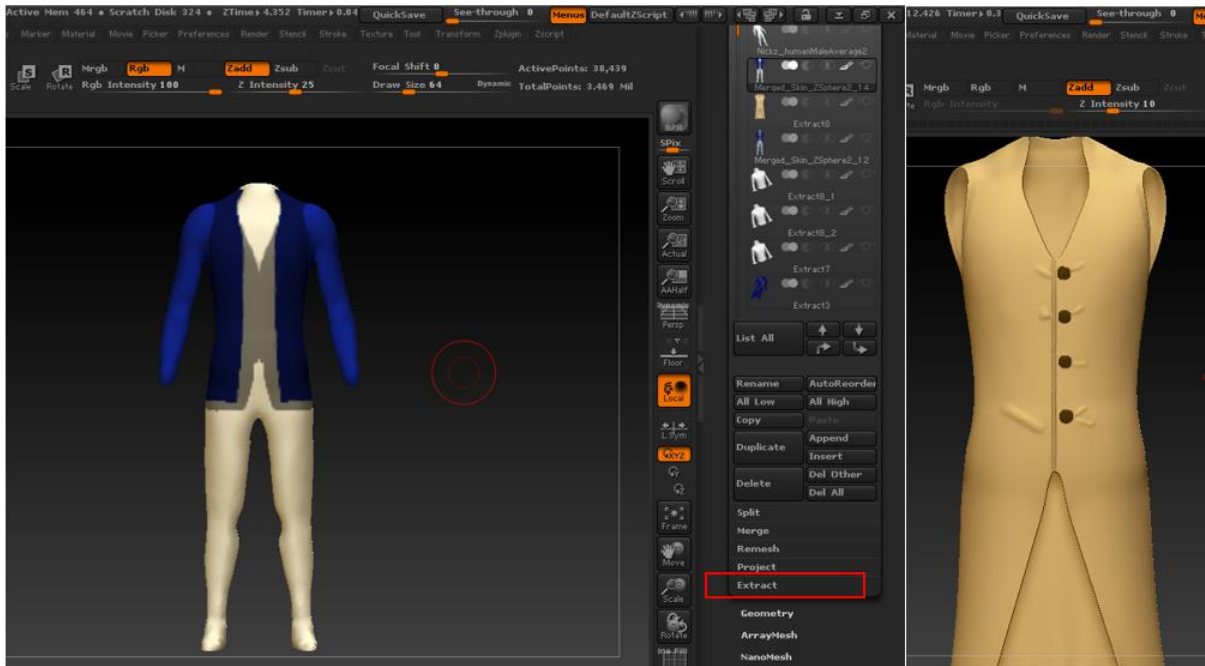 Active Mem 464 • Scratch Disk 324 • ZTime▸4.352 Timer▸0.04 QuickSave See-through 0 Menus DefaultZScript
Marker Material Movie Picker Preferences Render Stencil Stroke Texture Tool Transform Zplugin Zscript
Scale Rotate Mrgb Rgb M Zadd Zsub Zcut Focal Shift 0 ActivePoints: 38,439
Rgb Intensity 100 Z Intensity 25 Draw Size 64 Dynamic TotalPoints: 3.469 Mil
BPR
SPix
Scroll
Zoom
Actual
AAHalf
Dynamic
Persp
Floor
Local
L.Sym
XYZ
Y
Z
Frame
Move
Scale
Rotate
Nickz_humanMaleAverage2
Merged_Skin_ZSphere2_14
Extract8
Merged_Skin_ZSphere2_12
Extract8_1
Extract8_2
Extract7
Extract3
List All
Rename AutoReorder
All Low All High
Copy Paste
Duplicate Append
Insert
Delete Del Other
Del All
Split
Merge
Remesh
Project
Extract
Geometry
ArrayMesh
NanoMesh
12.426 Timer▸0.3 QuickSave See-through 0
Material Movie Picker Preferences Render Stencil Stroke
Mrgb Rgb M Zadd Zsub Zcut
Rgb Intensity Z Intensity 10